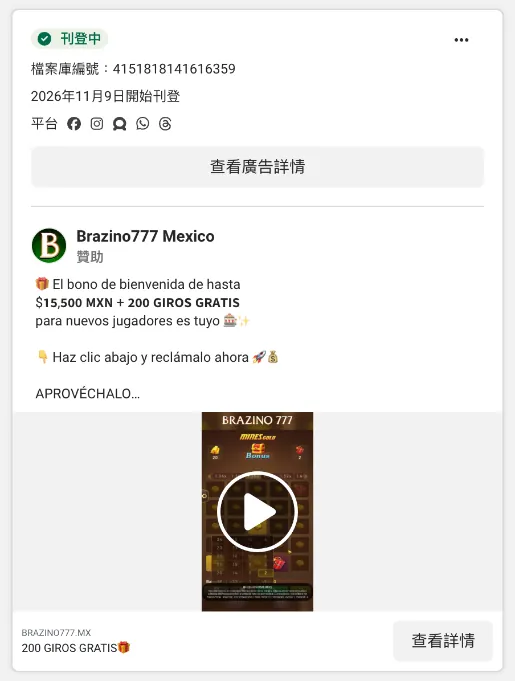 刊登中
檔案庫編號：4151818141616359
2026年11月9日開始刊登
平台
查看廣告詳情
Brazino777 Mexico
贊助
🎁 El bono de bienvenida de hasta
$15,500 MXN + 200 GIROS GRATIS
para nuevos jugadores es tuyo 🎰✨
👇 Haz clic abajo y reclámalo ahora 🚀💰
APROVÉCHALO...
BRAZINO 777
MINES GOLD
Bonus
BRAZINO777.MX
200 GIROS GRATIS🎁
查看詳情